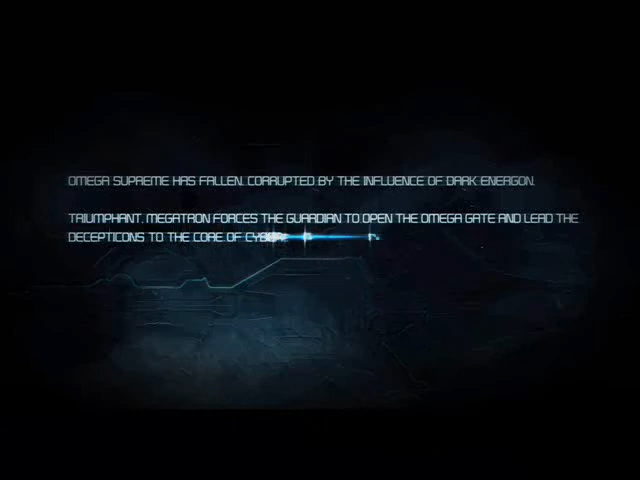 OMEGA SUPREME HAS FALLEN. CORRUPTED BY THE INFLUENCE OF DARK ENERGON.
TRIUMPHANT. MEGATRON FORCES THE GUARDIAN TO OPEN THE OMEGA GATE AND LEAD THE
DECEPTICONS TO THE CORE OF